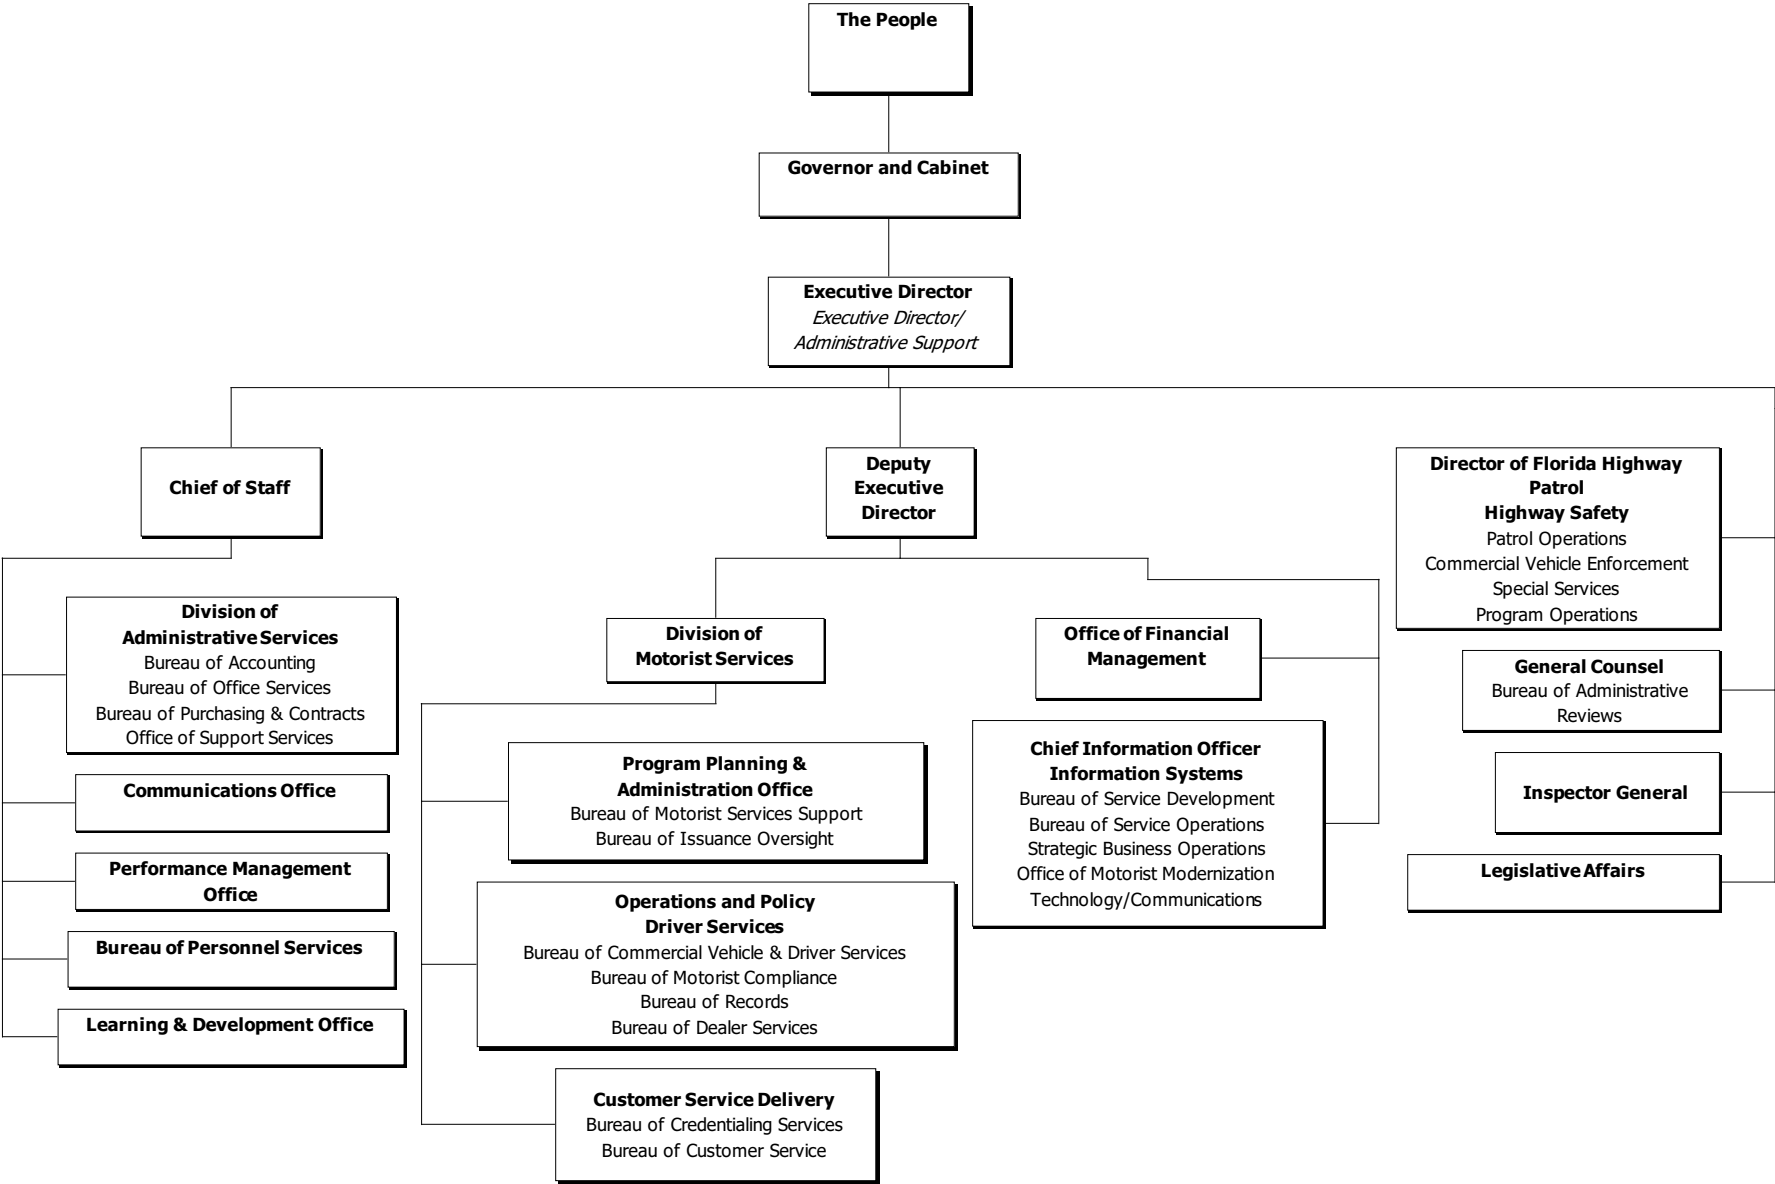 The People
Governor and Cabinet
Executive Director
Executive Director/
Administrative Support
Chief of Staff
Deputy
Executive
Director
Director of Florida Highway
Patrol
Highway Safety
Patrol Operations
Commercial Vehicle Enforcement
Special Services
Program Operations
Division of
Administrative Services
Bureau of Accounting
Bureau of Office Services
Bureau of Purchasing & Contracts
Office of Support Services
Communications Office
Performance Management
Office
Bureau of Personnel Services
Learning & Development Office
Division of
Motorist Services
Program Planning &
Administration Office
Bureau of Motorist Services Support
Bureau of Issuance Oversight
Operations and Policy
Driver Services
Bureau of Commercial Vehicle & Driver Services
Bureau of Motorist Compliance
Bureau of Records
Bureau of Dealer Services
Customer Service Delivery
Bureau of Credentialing Services
Bureau of Customer Service
Office of Financial
Management
Chief Information Officer
Information Systems
Bureau of Service Development
Bureau of Service Operations
Strategic Business Operations
Office of Motorist Modernization
Technology/Communications
General Counsel
Bureau of Administrative
Reviews
Inspector General
Legislative Affairs